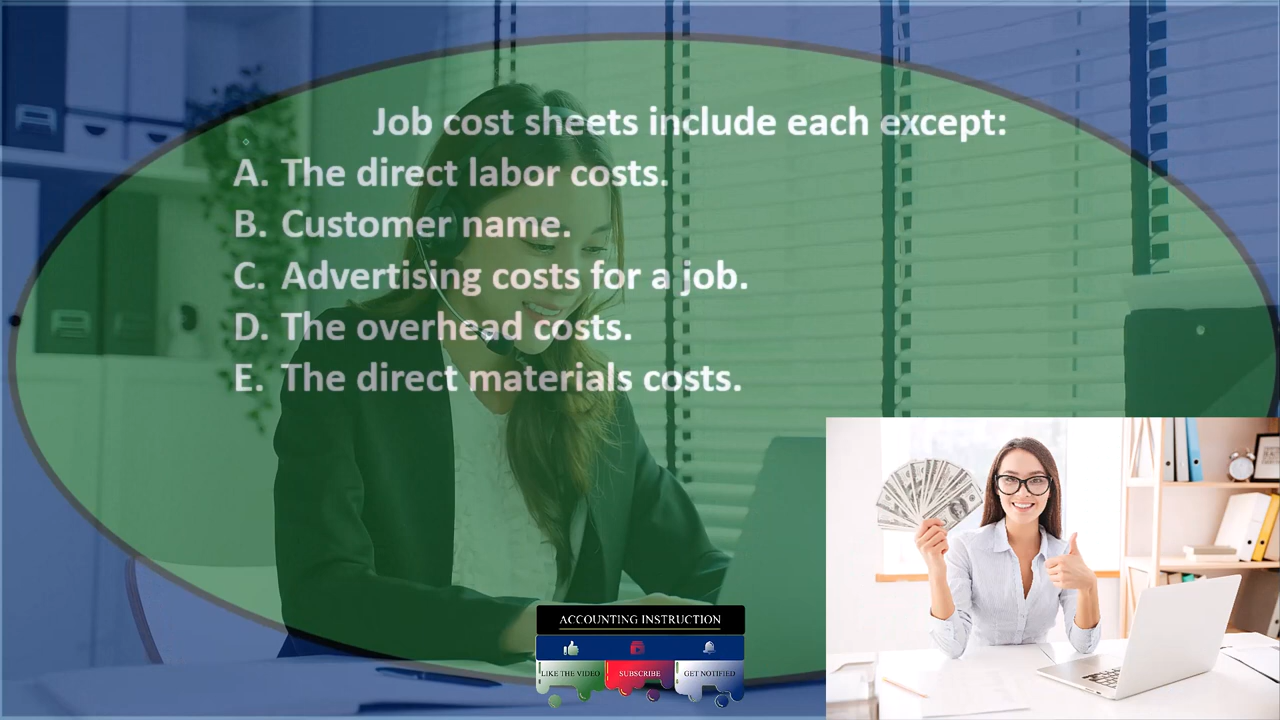 Job cost sheets include each except:
A. The direct labor costs.
B. Customer name.
C. Advertising costs for a job.
D. The overhead costs.
E. The direct materials costs.
ACCOUNTING INSTRUCTION
LIKE THE VIDEO SUBSCRIBE GET NOTIFIED